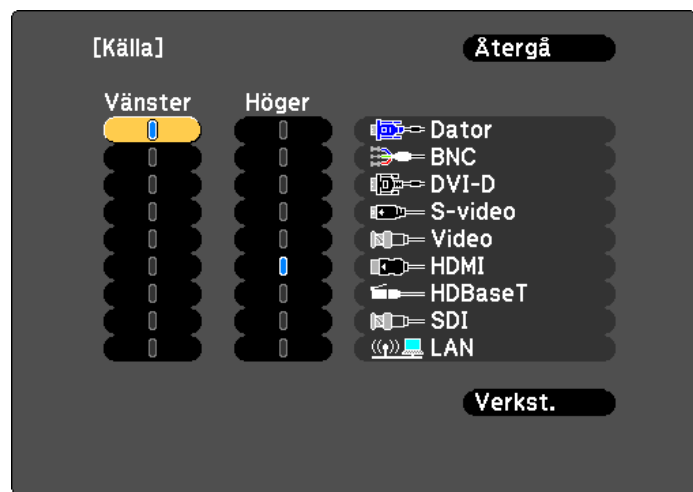 [Källa]
Återgå
Vänster
Höger
Dator
BNC
DVI-D
S-video
Video
HDMI
HDBaseT
SDI
LAN
Verkst.